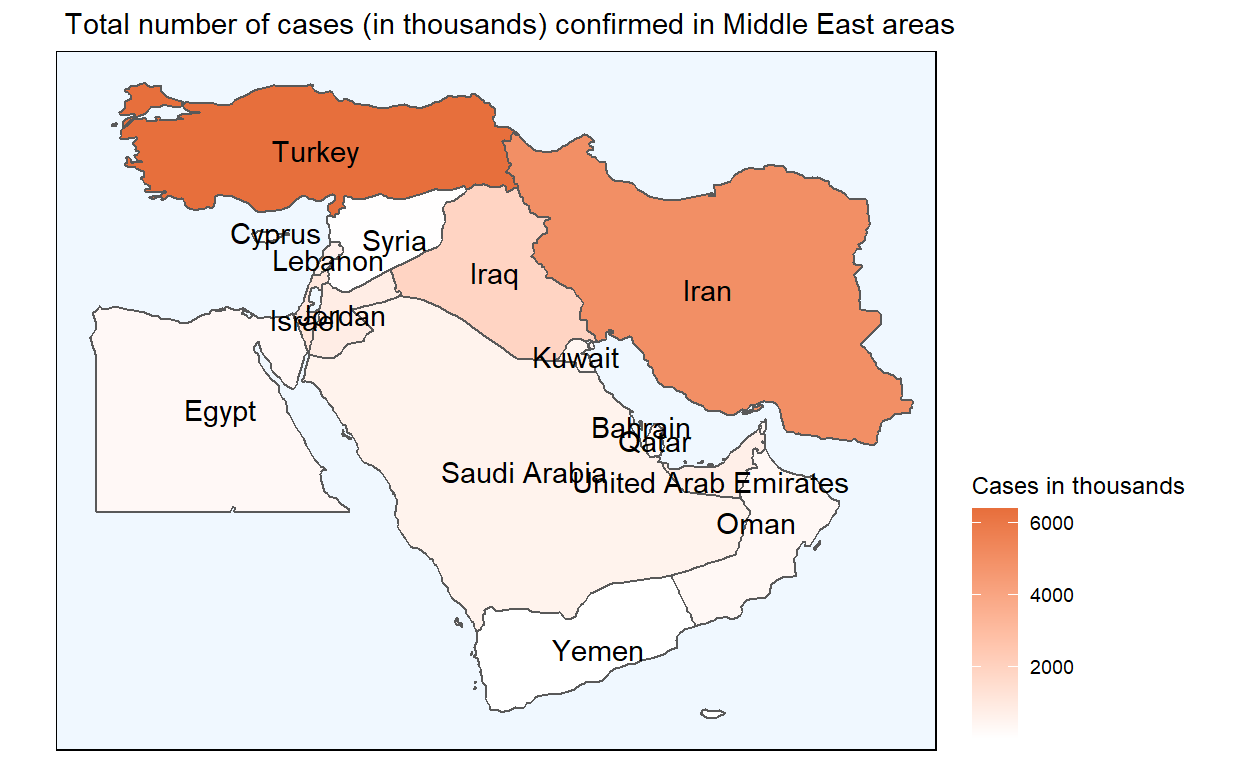 Total number of cases (in thousands) confirmed in Middle East areas
Turkey
Cyprus
Syria
Lebanon
Iraq
Iran
Israel
Jordan
Kuwait
Egypt
Bahrain
Qatar
Saudi Arabia
United Arab Emirates
Oman
Yemen
Cases in thousands
6000
4000
2000